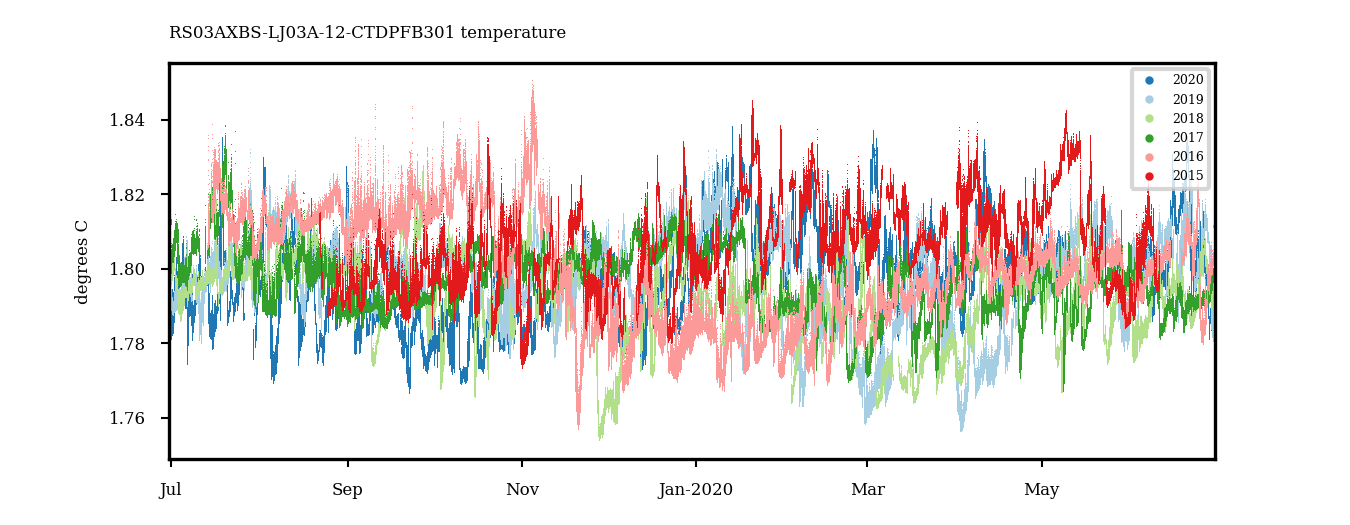 RS03AXBS-LJ03A-12-CTDPFB301 temperature
degrees C
1.84
1.82
1.80
1.78
1.76
Jul
Sep
Nov
Jan-2020
Mar
May
2020
2019
2018
2017
2016
2015